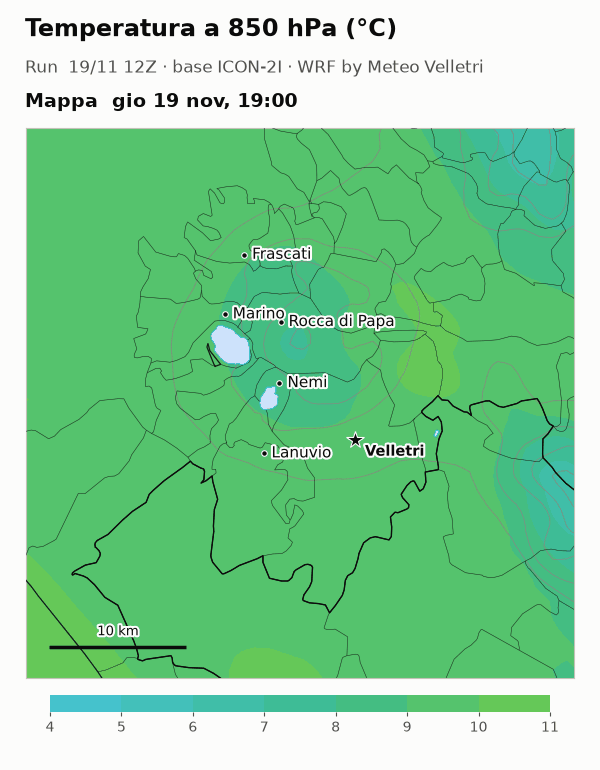 Temperatura a 850 hPa (°C)
Run  19/11 12Z · base ICON-2I · WRF by Meteo Velletri
Mappa  gio 19 nov, 19:00
Frascati
Marino
Rocca di Papa
Nemi
Velletri
Lanuvio
10 km
4 5 6 7 8 9 10 11